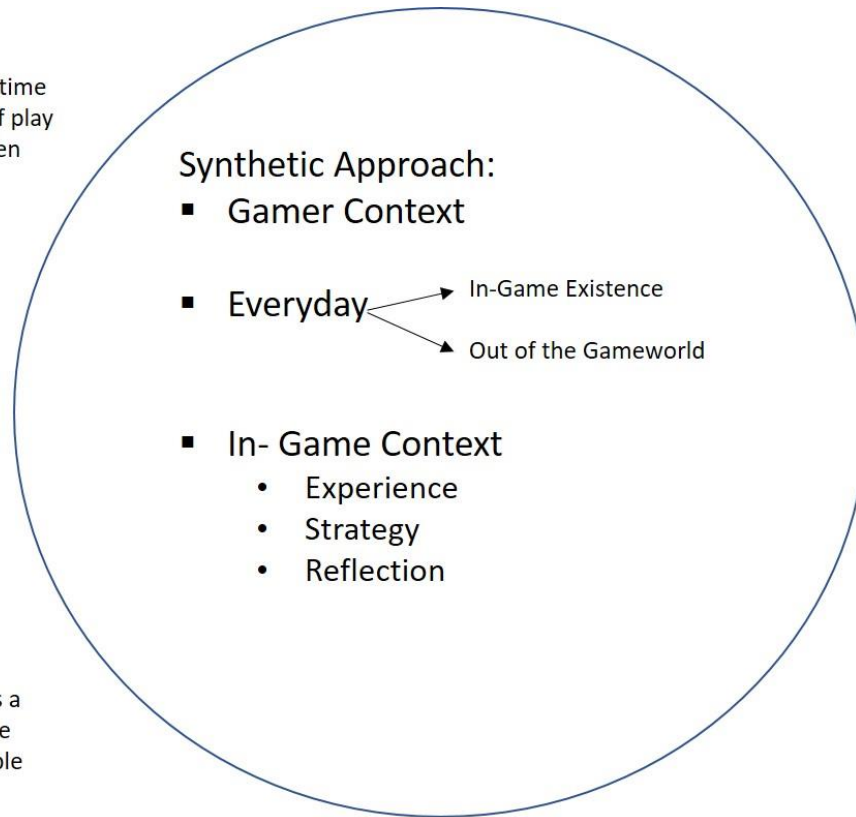 time
f play
en
Synthetic Approach:
▪ Gamer Context
▪ Everyday
In-Game Existence
Out of the Gameworld
▪ In- Game Context
• Experience
• Strategy
• Reflection
s a
e
ple